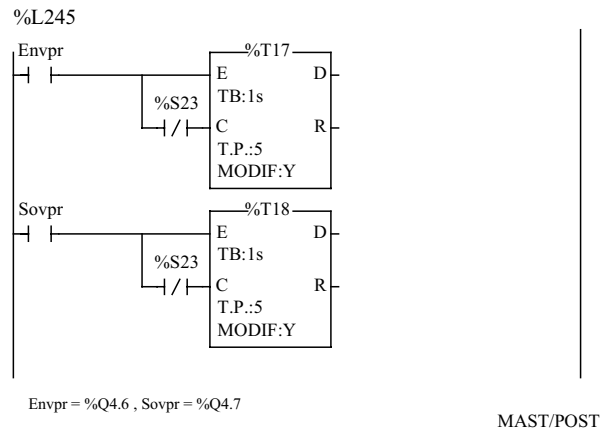 %L245
Envpr
%T17
E D
TB:1s
%S23
C R
T.P.:5
MODIF:Y
Sovpr
%T18
E D
TB:1s
%S23
C R
T.P.:5
MODIF:Y
Envpr = %Q4.6 , Sovpr = %Q4.7
MAST/POST